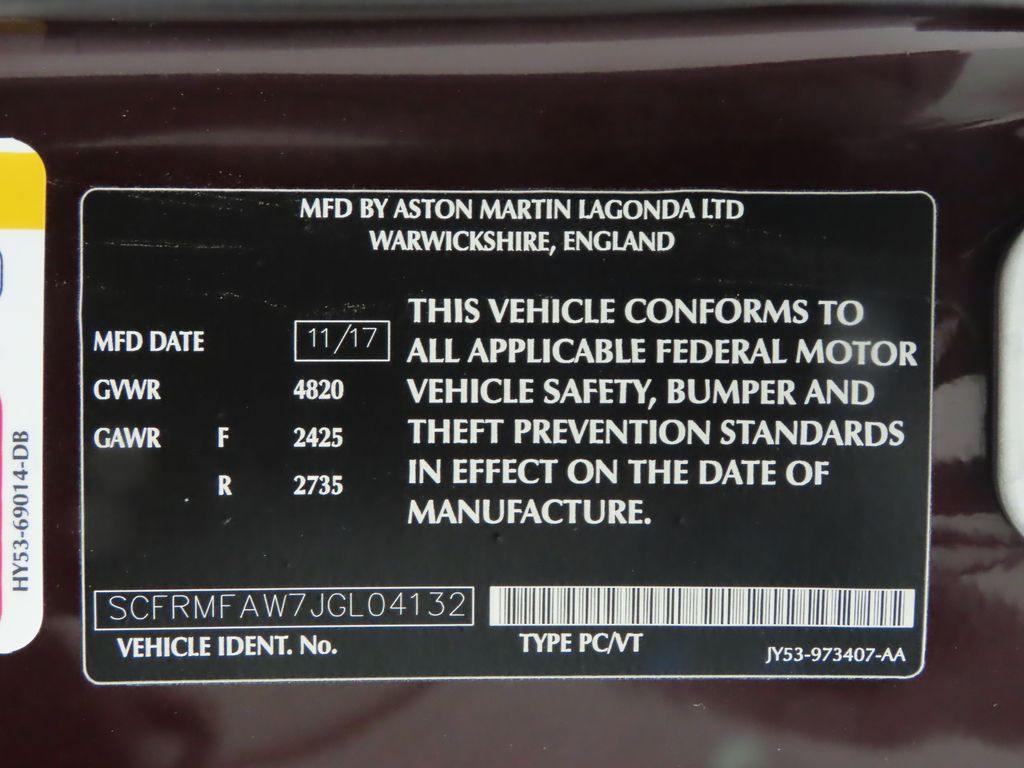 MFD BY ASTON MARTIN LAGONDA LTD
WARWICKSHIRE, ENGLAND
MFD DATE 11/17
GVWR 4820
GAWR F 2425
R 2735
THIS VEHICLE CONFORMS TO
ALL APPLICABLE FEDERAL MOTOR
VEHICLE SAFETY, BUMPER AND
THEFT PREVENTION STANDARDS
IN EFFECT ON THE DATE OF
MANUFACTURE.
SCFRMFAW7JGL04132
VEHICLE IDENT. No.
TYPE PC/VT
JY53-973407-AA
HY53-69014-DB